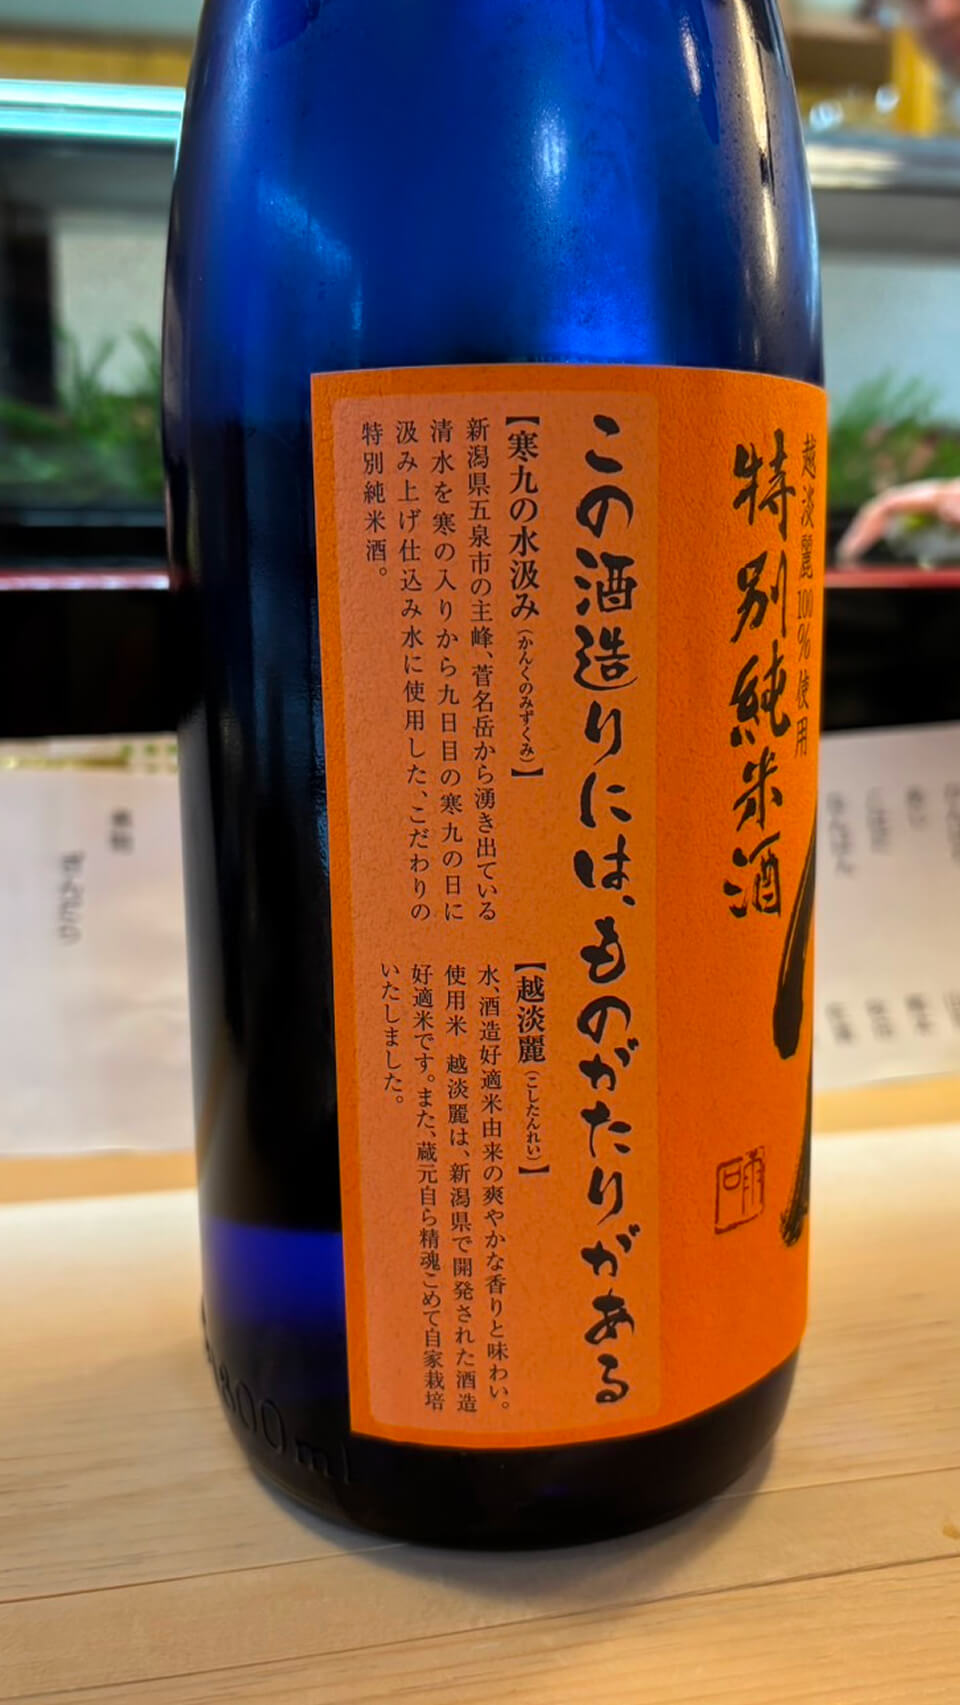 越淡麗100%使用
特別純米酒
この酒造りには、ものがたりがある
【寒九の水汲み(かんくのみずくみ)】
新潟県五泉市の主峰、菅名岳から湧き出ている
清水を寒の入りから九日目の寒九の日に
汲み上げ仕込み水に使用した、こだわりの
特別純米酒。
【越淡麗(こしたんれい)】
水、酒造好適米由来の爽やかな香りと味わい。
使用米 越淡麗は、新潟県で開発された酒造
好適米です。また、蔵元自ら精魂こめて自家栽培
いたしました。
1800ml